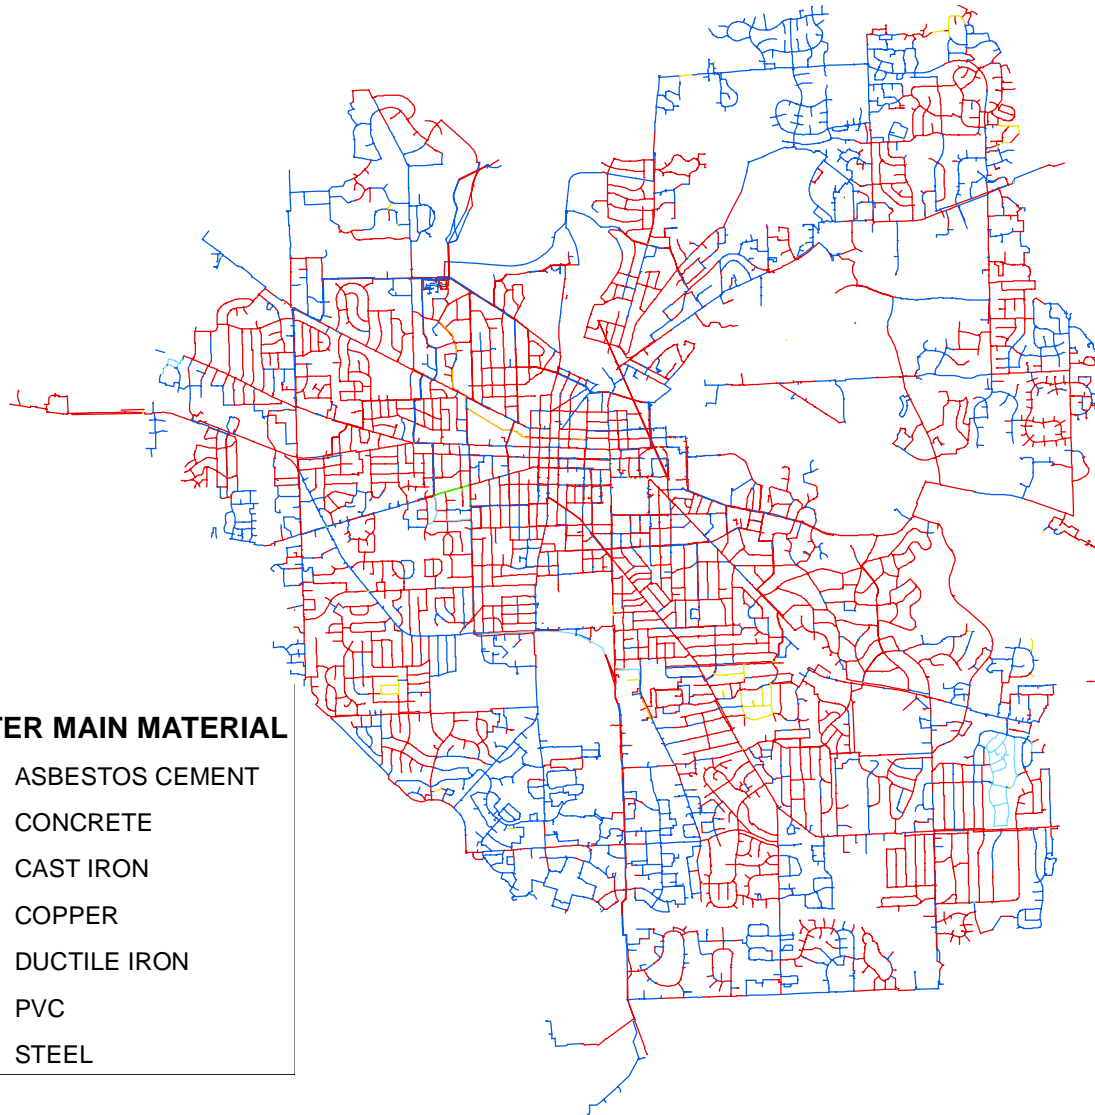 TER MAIN MATERIAL
ASBESTOS CEMENT
CONCRETE
CAST IRON
COPPER
DUCTILE IRON
PVC
STEEL